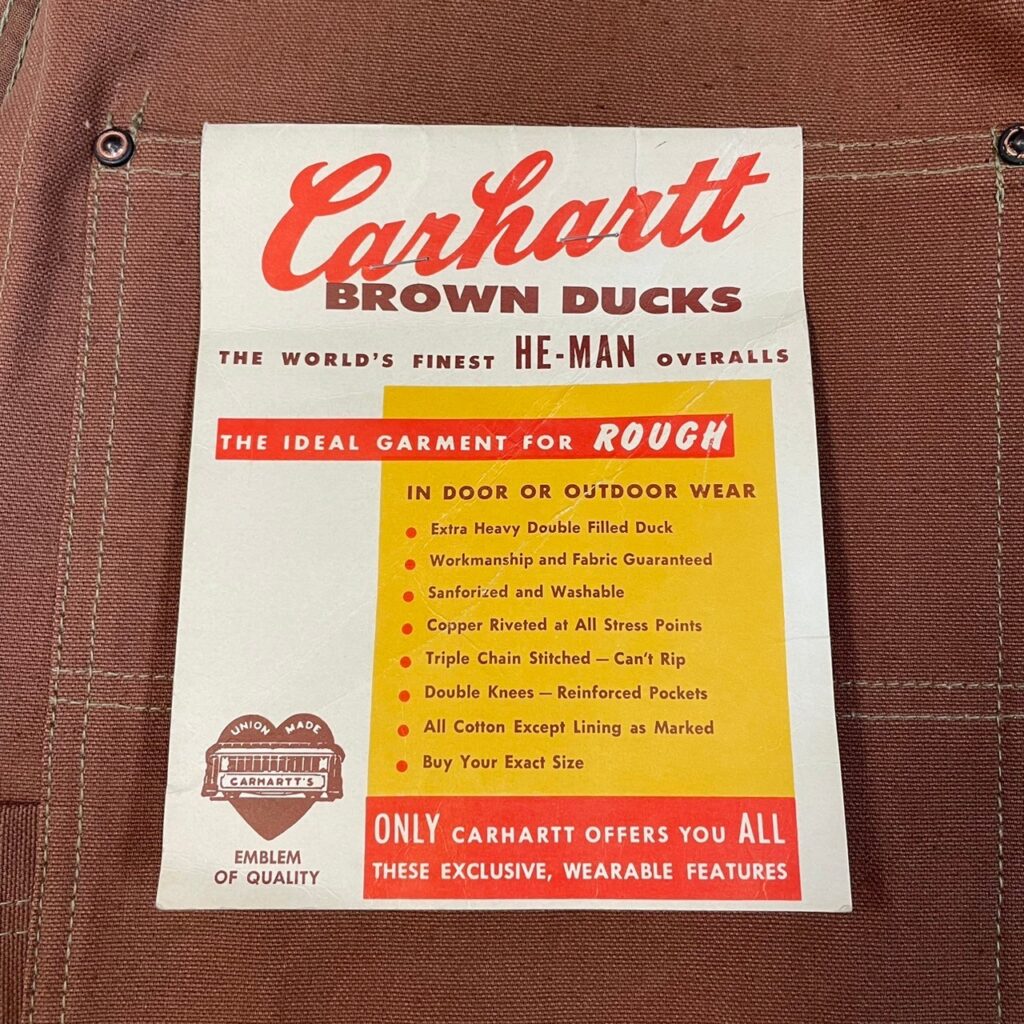 Carhartt
BROWN DUCKS
THE WORLD'S FINEST HE-MAN OVERALLS
THE IDEAL GARMENT FOR ROUGH
IN DOOR OR OUTDOOR WEAR
Extra Heavy Double Filled Duck
Workmanship and Fabric Guaranteed
Sanforized and Washable
Copper Riveted at All Stress Points
Triple Chain Stitched — Can't Rip
Double Knees — Reinforced Pockets
All Cotton Except Lining as Marked
Buy Your Exact Size
UNION MADE
CARHARTT'S
EMBLEM
OF QUALITY
ONLY CARHARTT OFFERS YOU ALL
THESE EXCLUSIVE, WEARABLE FEATURES